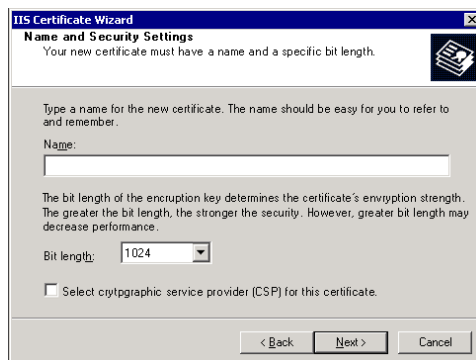 IIS Certificate Wizard
Name and Security Settings
Your new certificate must have a name and a specific bit length.
Type a name for the new certificate. The name should be easy for you to refer to
and remember.
Name:
The bit length of the encruption key determines the certificate's envryption strength.
The greater the bit length, the stronger the security. However, greater bit length may
decrease performance.
Bit length: 1024
Select crytpgraphic service provider (CSP) for this certificate.
< Back Next > Cancel